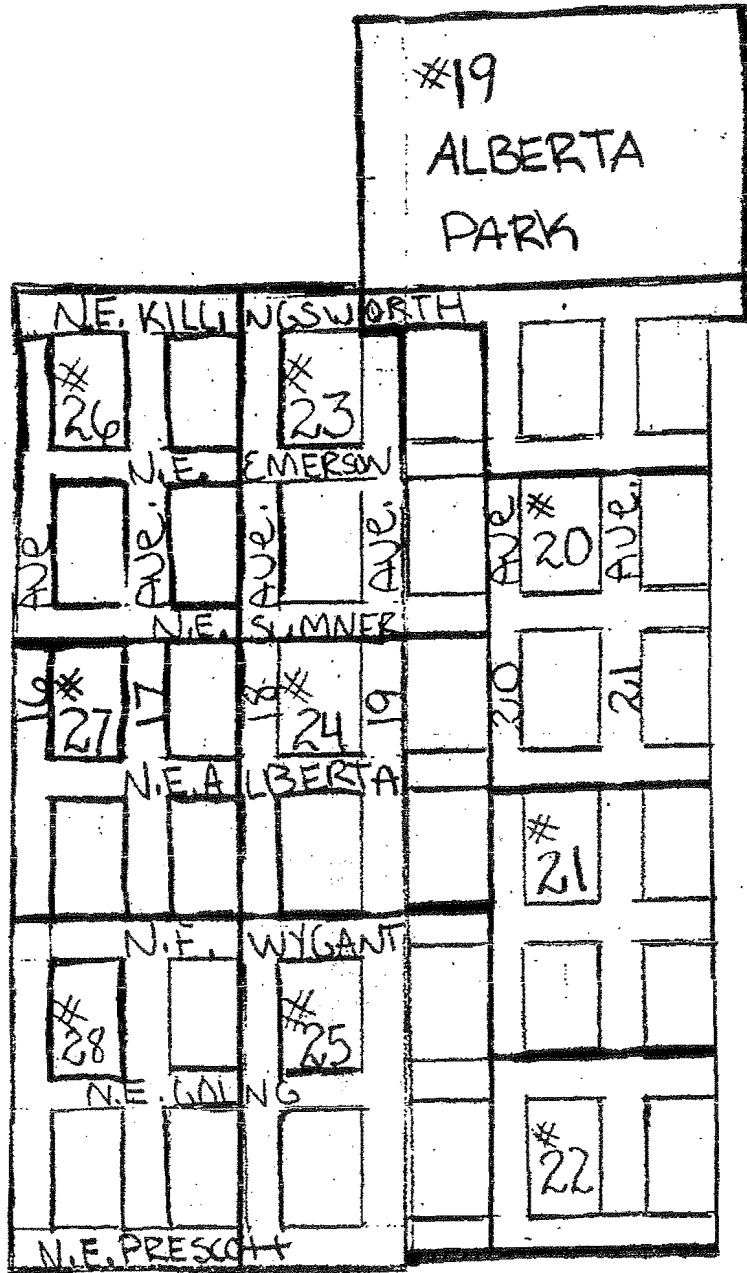 #19
ALBERTA
PARK
N.E. KILLINGSWORTH
#
26
#
23
N.E. EMERSON
AVE.
AVE.
AVE.
AVE.
AVE
#
20
AVE.
N.E. SUMNER
16
#
27
17
18
#
24
19
20
21
N.E. ALBERTA
#
21
N.E. WYGANT
#
28
#
25
N.E. GOING
#
22
N.E. PRESCOTT